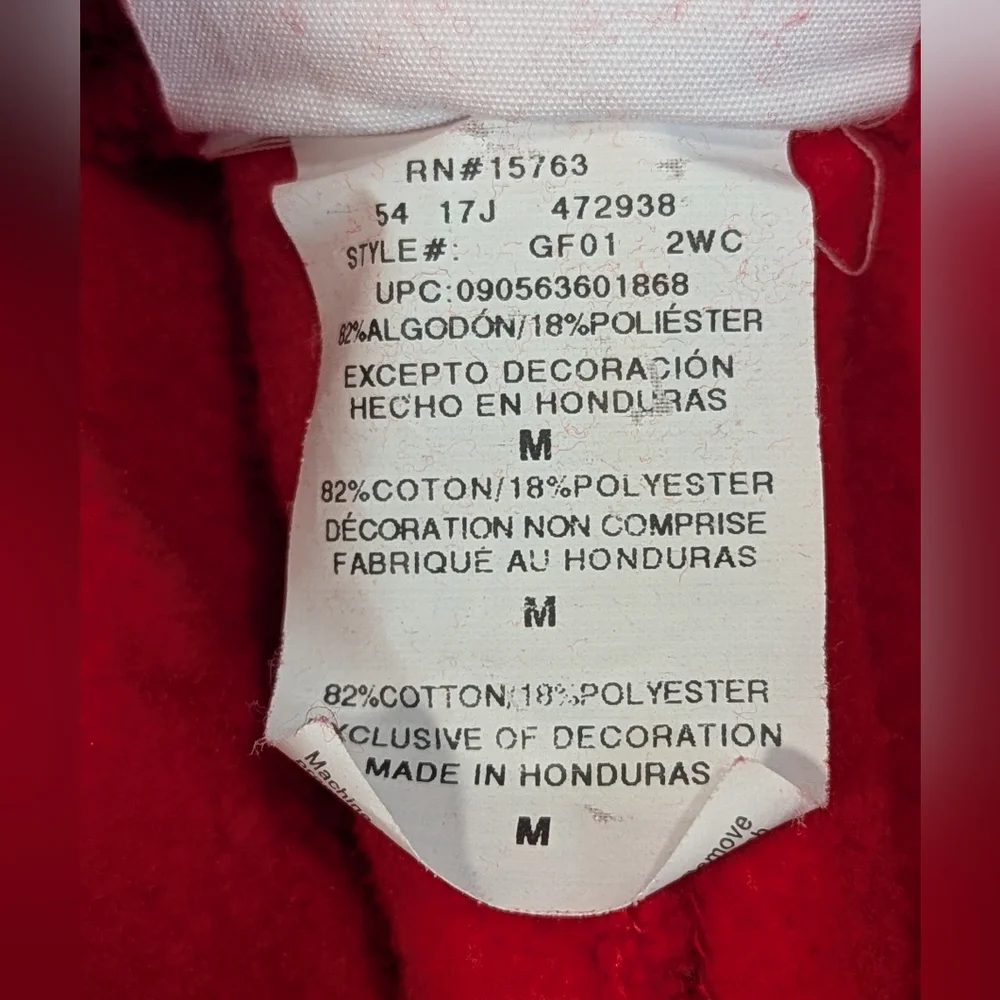 RN#15763
54 17J 472938
STYLE#: GF01 2WC
UPC:090563601868
82%ALGODÓN/18%POLIÉSTER
EXCEPTO DECORACIÓN
HECHO EN HONDURAS
M
82%COTON/18%POLYESTER
DÉCORATION NON COMPRISE
FABRIQUÉ AU HONDURAS
M
82%COTTON/18%POLYESTER
XCLUSIVE OF DECORATION
MADE IN HONDURAS
M
Machin
move